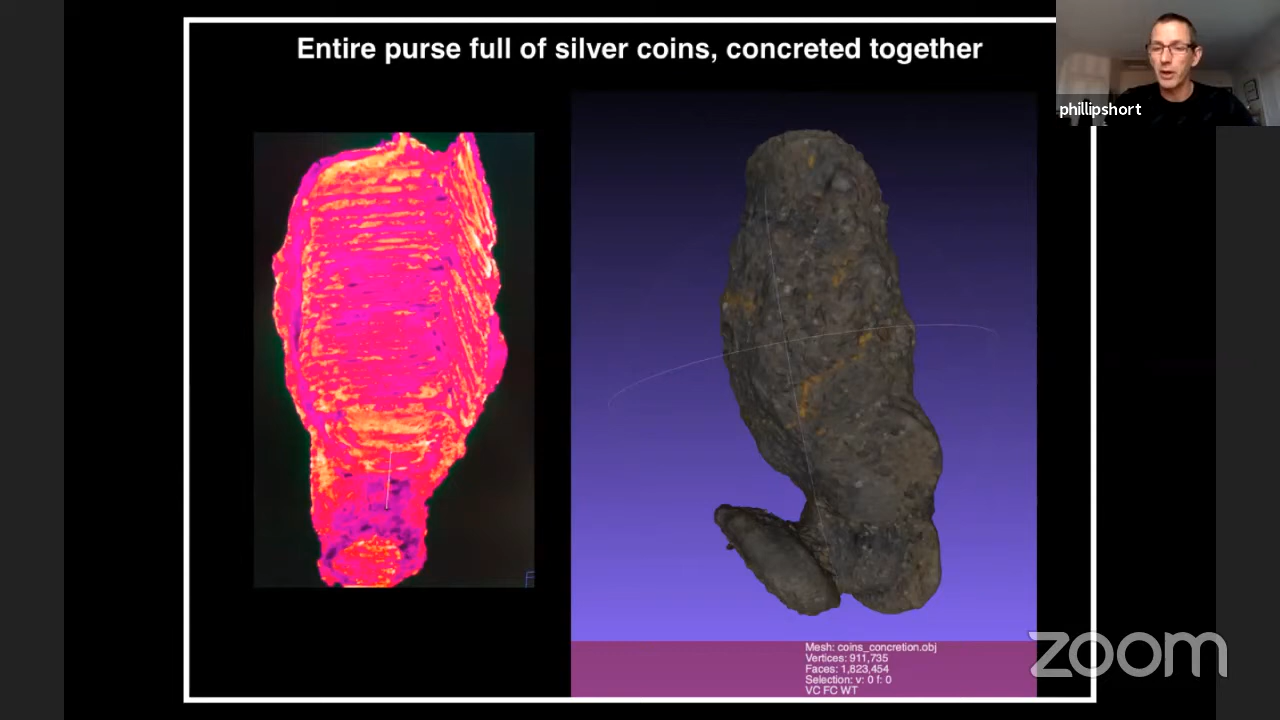 Entire purse full of silver coins, concreted together
phillipshort
Mesh: coins_concretion.obj
Vertices: 911,735
Faces: 1,823,454
Selection: v: 0 f: 0
VC FC WT
zoom